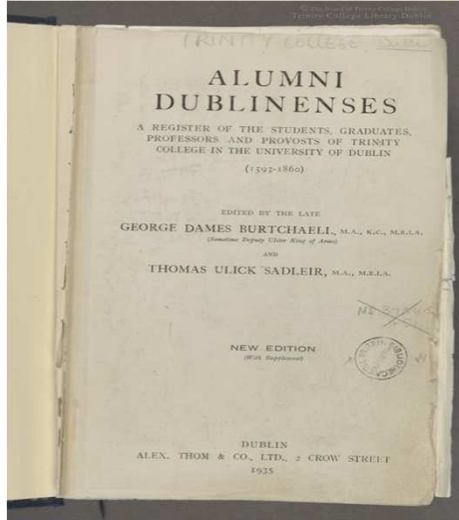 © The Board of Trinity College Dublin
Trinity College Library Dublin
TRINITY COLLEGE,
ALUMNI
DUBLINENSES
A REGISTER OF THE STUDENTS, GRADUATES,
PROFESSORS AND PROVOSTS OF TRINITY
COLLEGE IN THE UNIVERSITY OF DUBLIN
(1593-1860)
EDITED BY THE LATE
GEORGE DAMES BURTCHAELL, M.A., K.C., M.R.I.A.
(Sometime Deputy Ulster King of Arms)
AND
THOMAS ULICK SADLEIR, M.A., M.R.I.A.
NEW EDITION
(With Supplement)
DUBLIN
ALEX. THOM & CO., LTD., 2 CROW STREET
1935